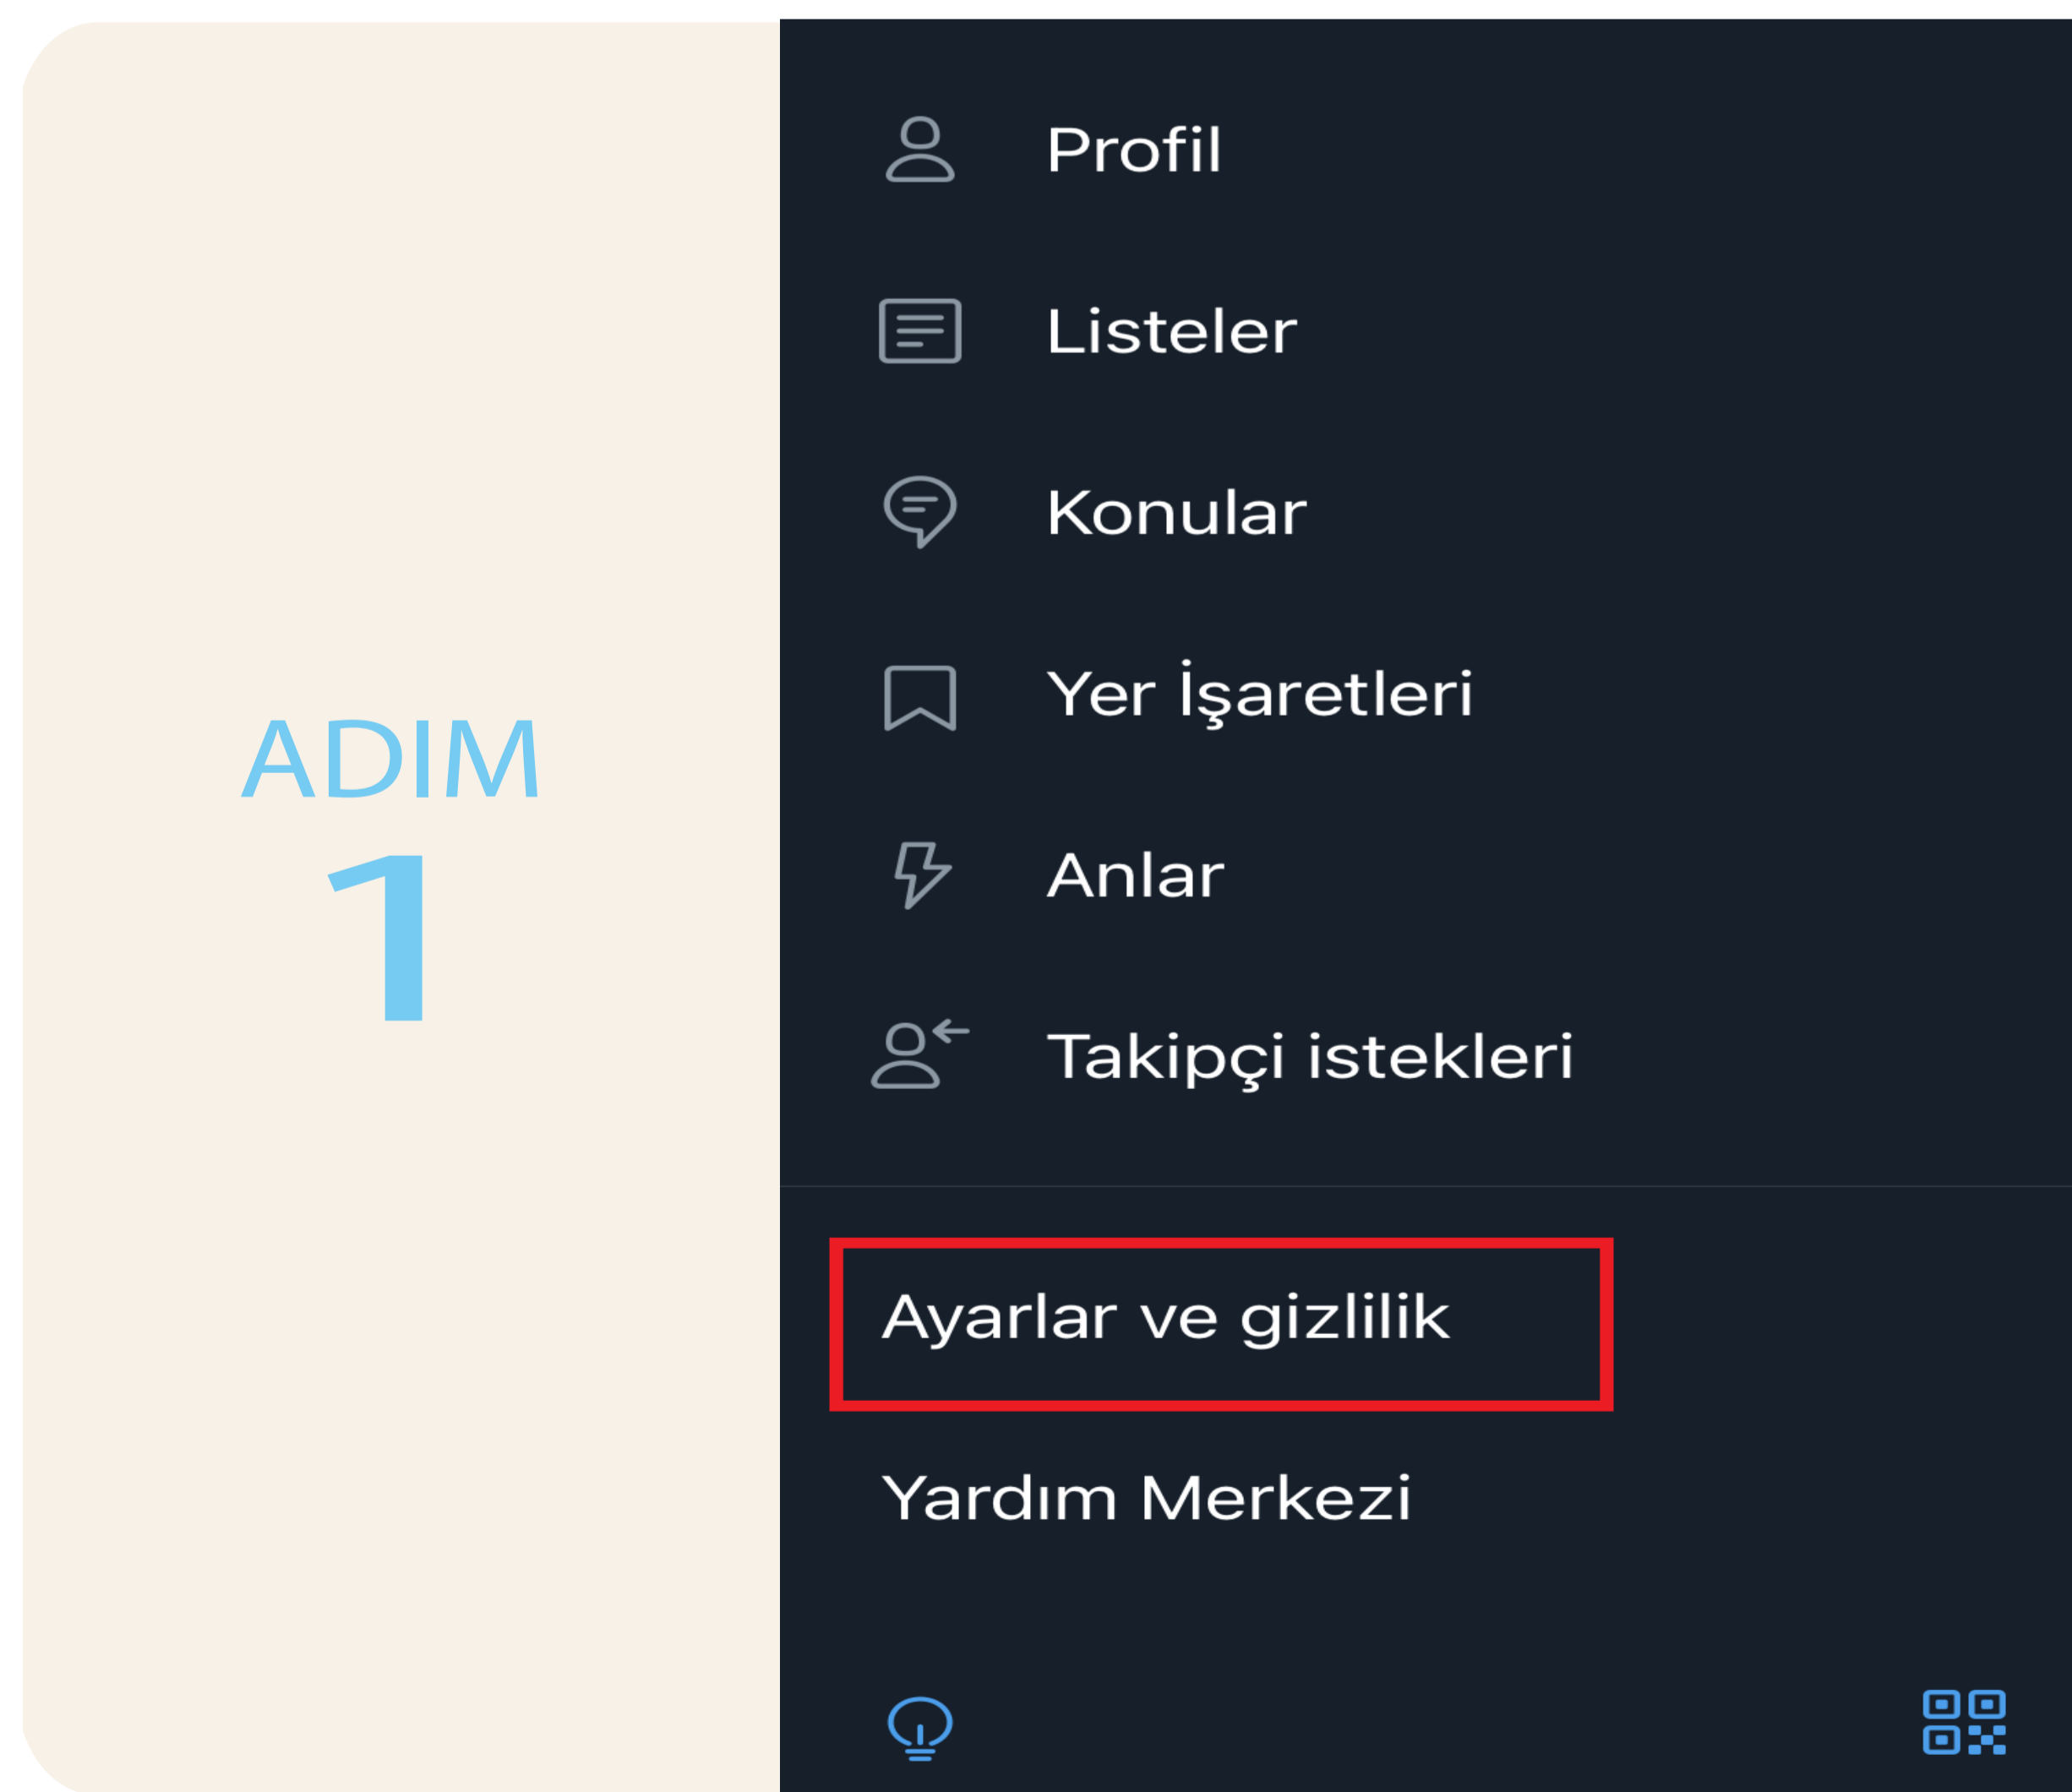 ADIM
1
Profil
Listeler
Konular
Yer İşaretleri
Anlar
Takipçi istekleri
Ayarlar ve gizlilik
Yardım Merkezi